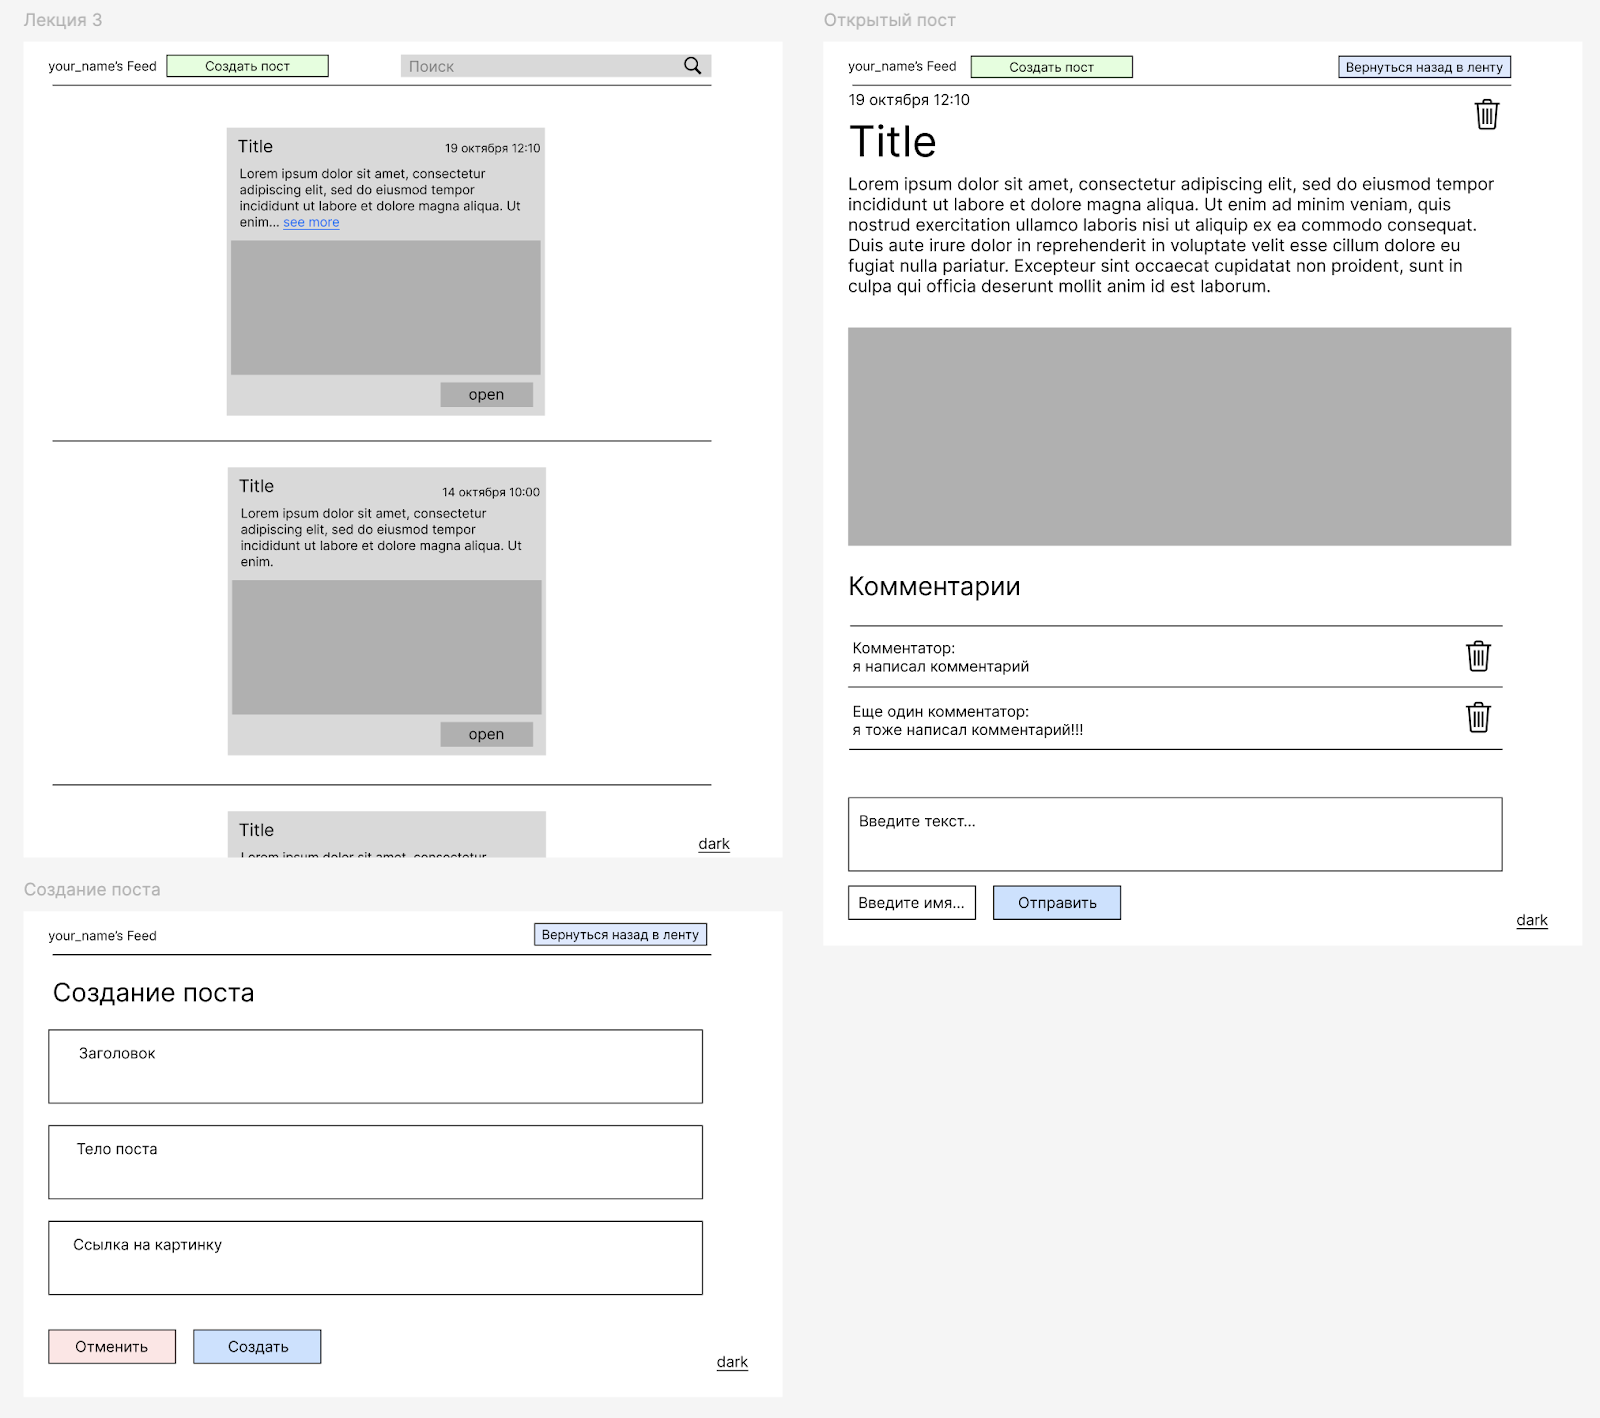 Лекция 3
your_name's Feed
Создать пост
Поиск
Title
19 октября 12:10
Lorem ipsum dolor sit amet, consectetur
adipiscing elit, sed do eiusmod tempor
incididunt ut labore et dolore magna aliqua. Ut
enim... see more
open
Title
14 октября 10:00
Lorem ipsum dolor sit amet, consectetur
adipiscing elit, sed do eiusmod tempor
incididunt ut labore et dolore magna aliqua. Ut
enim.
open
Title
Lorem ipsum dolor sit amet, consectetur
dark
Создание поста
your_name's Feed
Вернуться назад в ленту
Создание поста
Заголовок
Тело поста
Ссылка на картинку
Отменить
Создать
dark
Открытый пост
your_name's Feed
Создать пост
Вернуться назад в ленту
19 октября 12:10
Title
Lorem ipsum dolor sit amet, consectetur adipiscing elit, sed do eiusmod tempor
incididunt ut labore et dolore magna aliqua. Ut enim ad minim veniam, quis
nostrud exercitation ullamco laboris nisi ut aliquip ex ea commodo consequat.
Duis aute irure dolor in reprehenderit in voluptate velit esse cillum dolore eu
fugiat nulla pariatur. Excepteur sint occaecat cupidatat non proident, sunt in
culpa qui officia deserunt mollit anim id est laborum.
Комментарии
Комментатор:
я написал комментарий
Еще один комментатор:
я тоже написал комментарий!!!
Введите текст...
Введите имя...
Отправить
dark